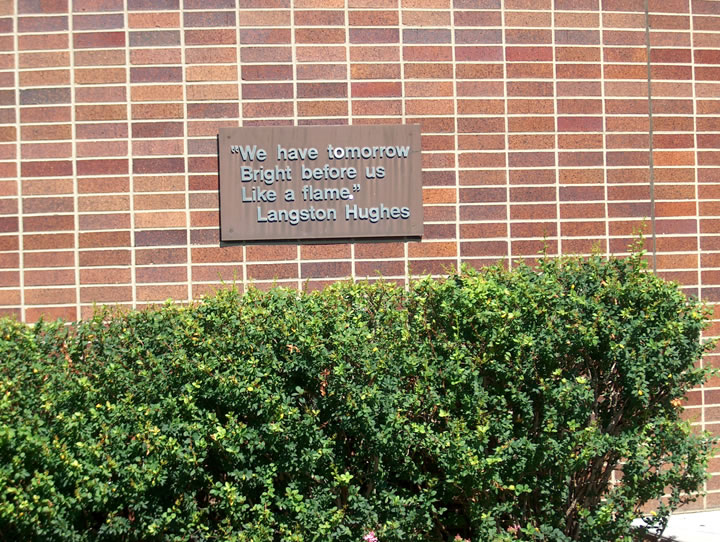 "We have tomorrow
Bright before us
Like a flame."
Langston Hughes